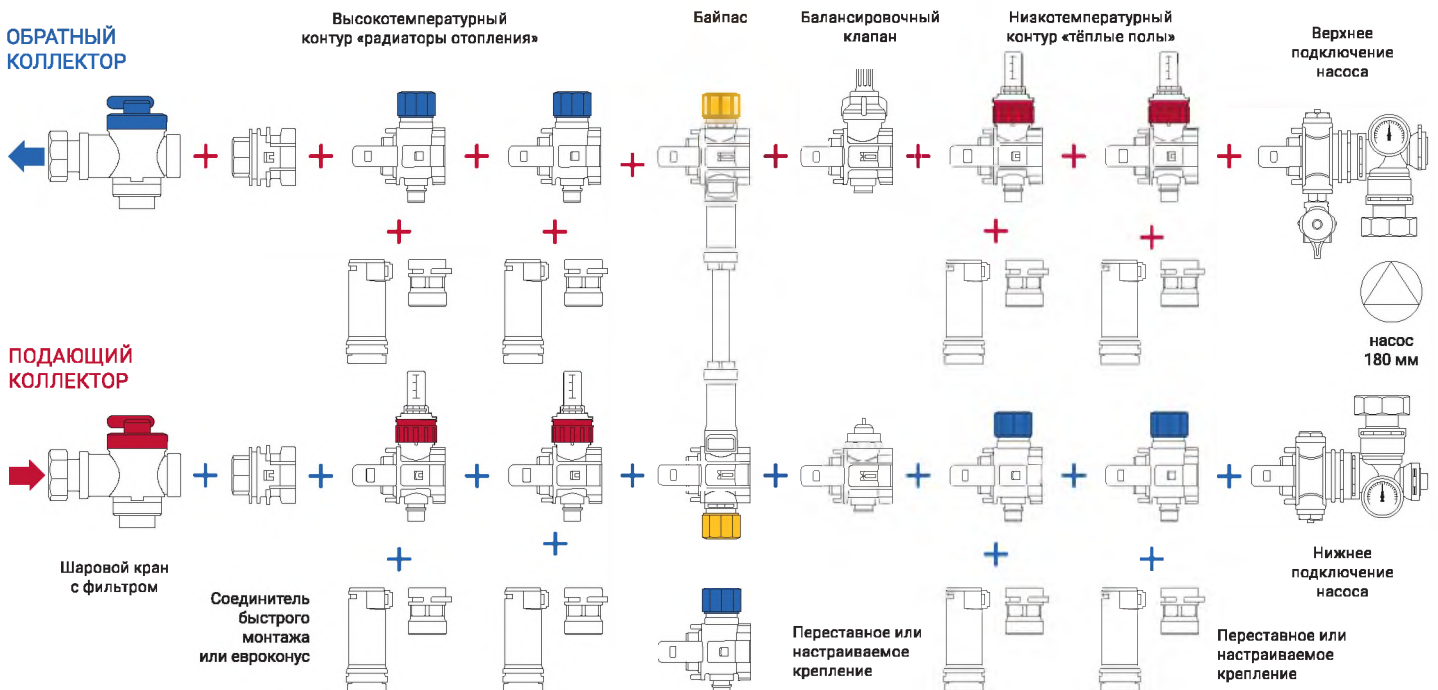 Высокотемпературный
контур «радиаторы отопления»
Байпас
Балансировочный
клапан
Низкотемпературный
контур «тёплые полы»
Верхнее
подключение
насоса
ОБРАТНЫЙ
КОЛЛЕКТОР
насос
180 мм
ПОДАЮЩИЙ
КОЛЛЕКТОР
Шаровой кран
с фильтром
Соединитель
быстрого
монтажа
или евроконус
Переставное или
настраиваемое
крепление
Нижнее
подключение
насоса
Переставное или
настраиваемое
крепление